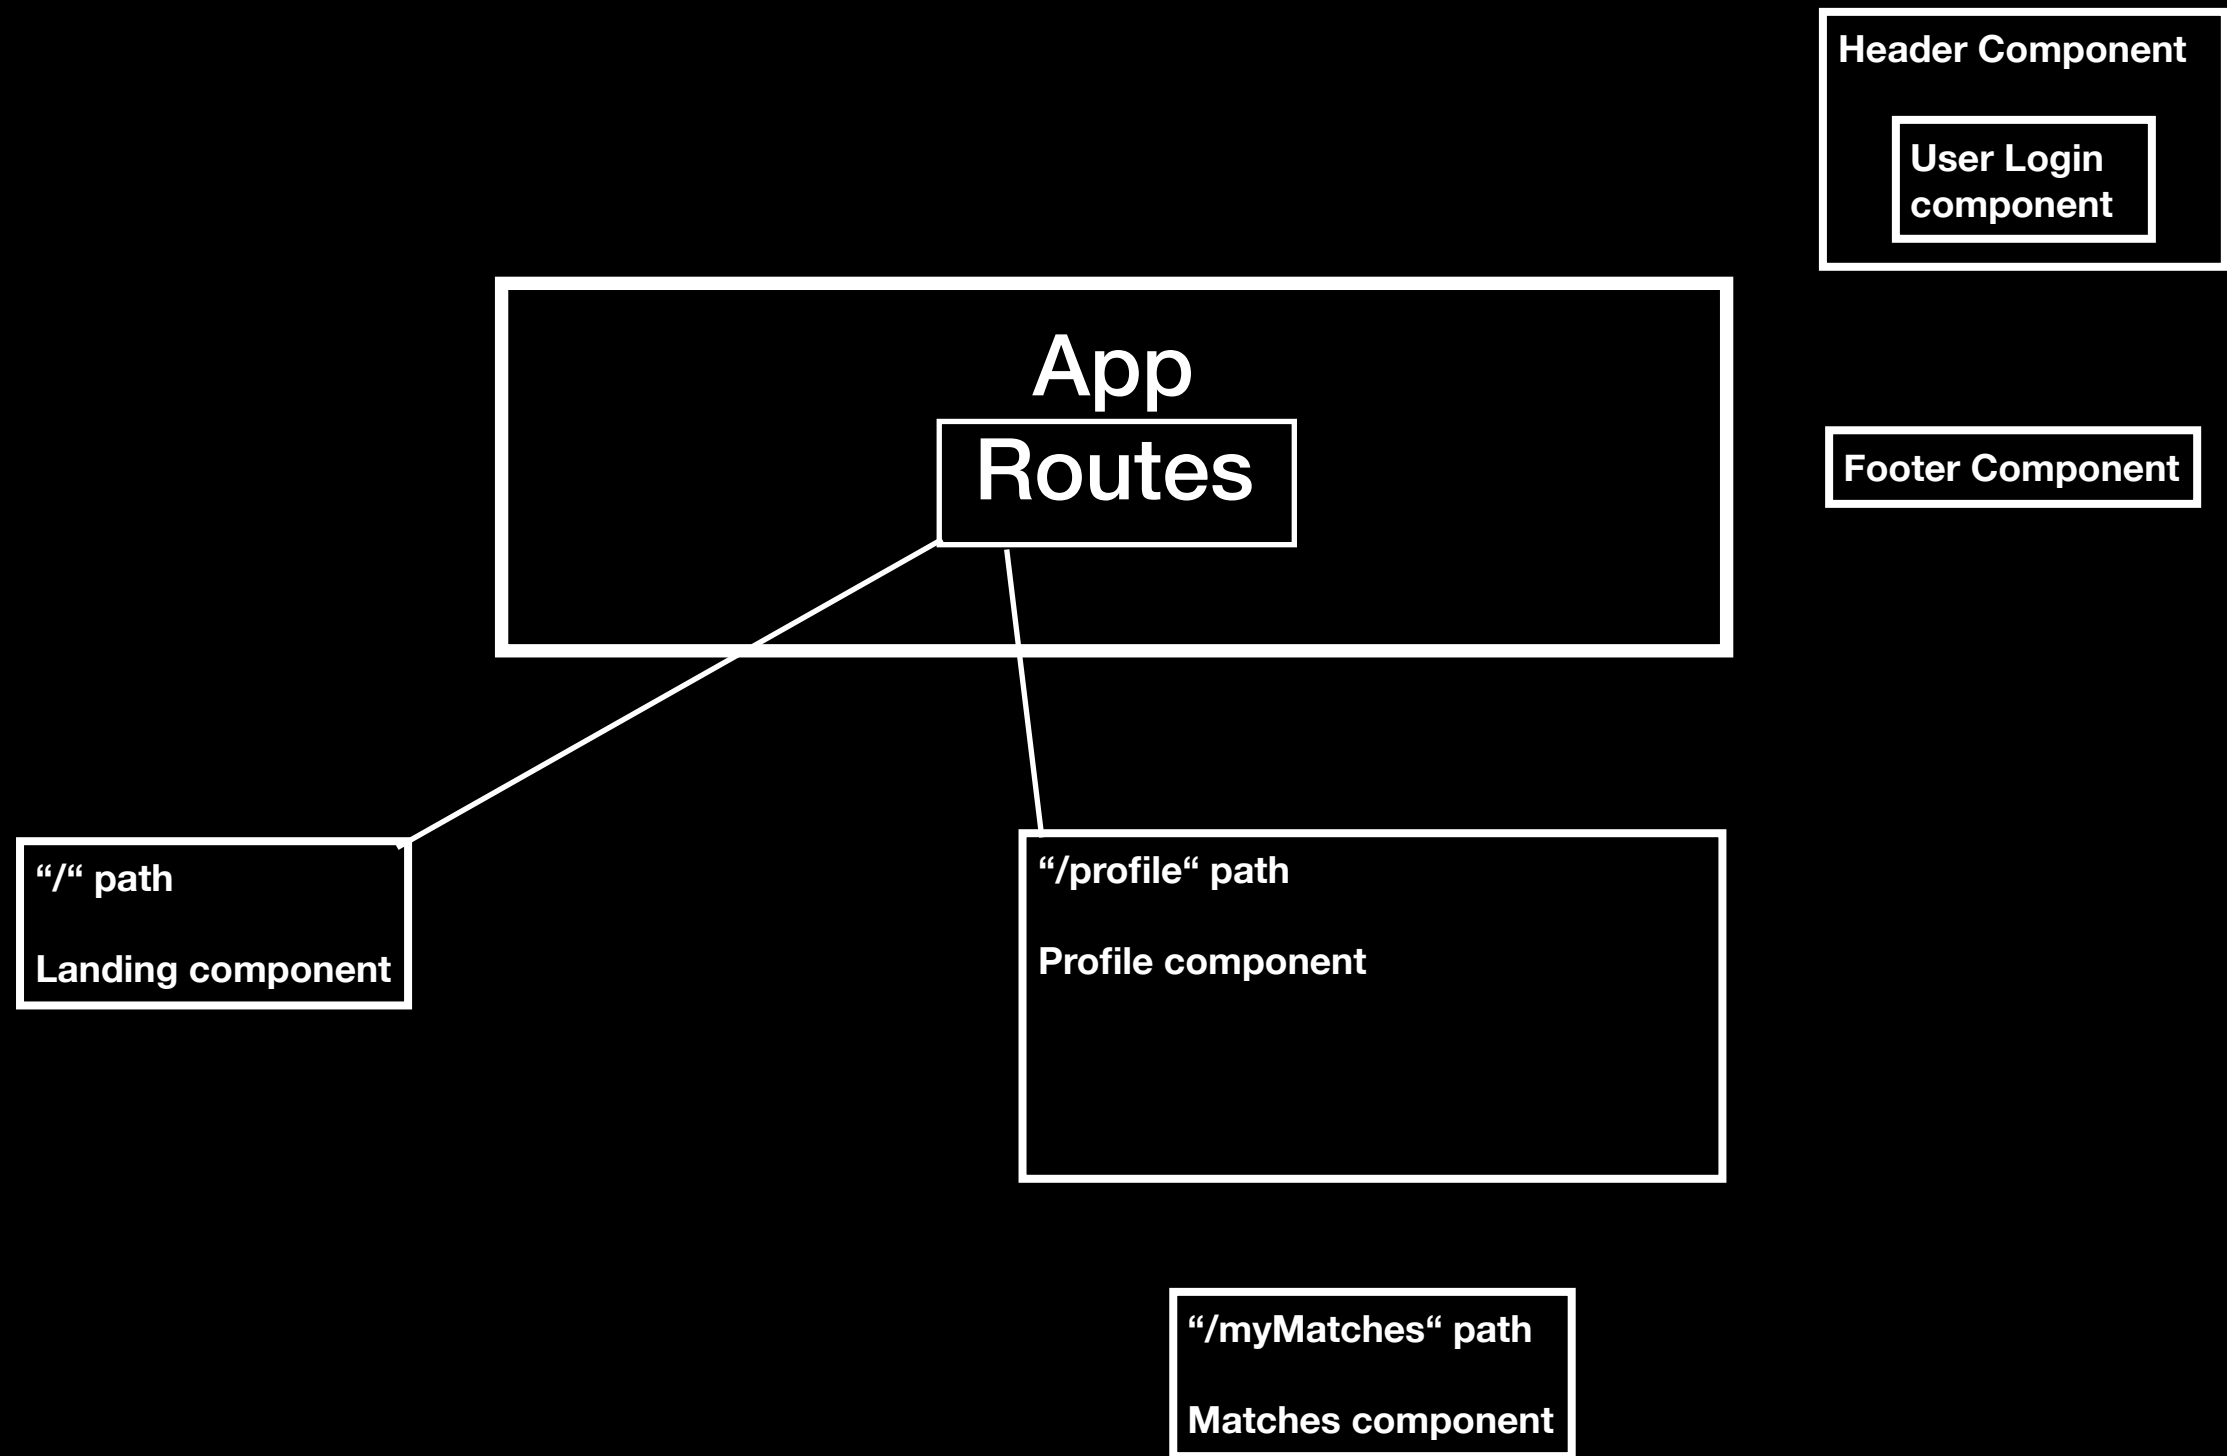 Header Component
User Login
component
App
Routes
Footer Component
“/“ path
Landing component
“/profile“ path
Profile component
“/myMatches“ path
Matches component